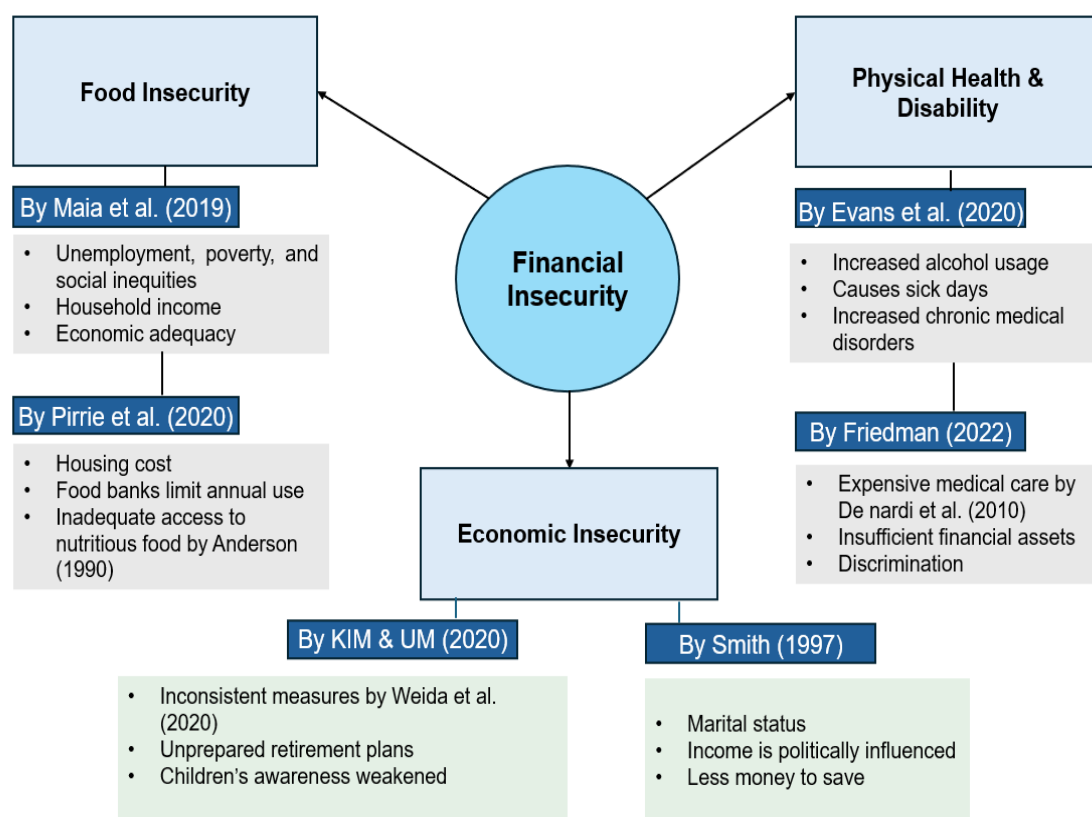 Food Insecurity
By Maia et al. (2019)
• Unemployment, poverty, and
social inequities
• Household income
• Economic adequacy
By Pirrie et al. (2020)
• Housing cost
• Food banks limit annual use
• Inadequate access to
nutritious food by Anderson
(1990)
Financial
Insecurity
Physical Health &
Disability
By Evans et al. (2020)
• Increased alcohol usage
• Causes sick days
• Increased chronic medical
disorders
By Friedman (2022)
• Expensive medical care by
De nardi et al. (2010)
• Insufficient financial assets
• Discrimination
Economic Insecurity
By KIM & UM (2020)
• Inconsistent measures by Weida et al.
(2020)
• Unprepared retirement plans
• Children's awareness weakened
By Smith (1997)
• Marital status
• Income is politically influenced
• Less money to save